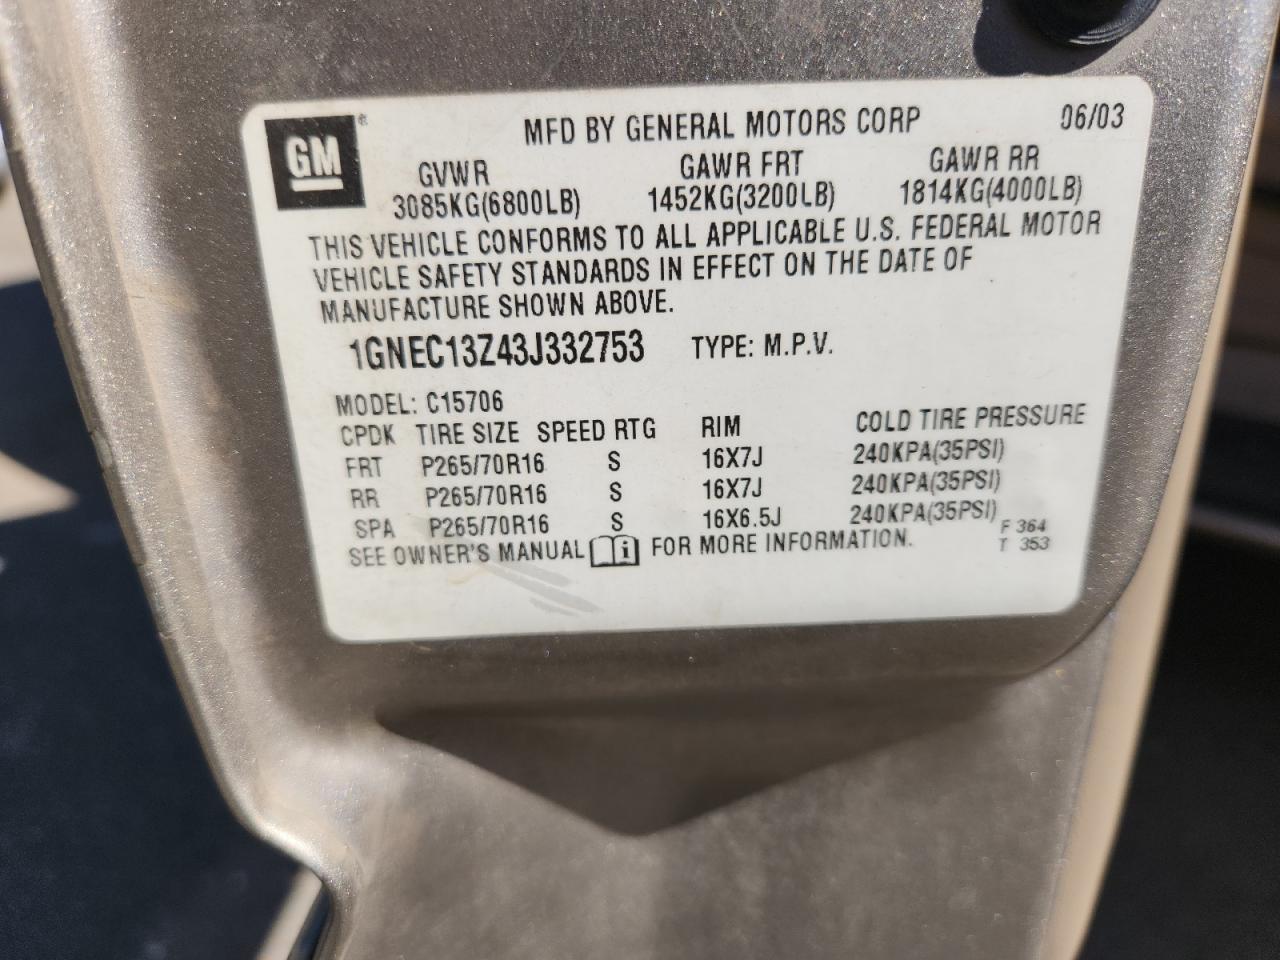 GM ®
MFD BY GENERAL MOTORS CORP 06/03
GVWR GAWR FRT GAWR RR
3085KG(6800LB) 1452KG(3200LB) 1814KG(4000LB)
THIS VEHICLE CONFORMS TO ALL APPLICABLE U.S. FEDERAL MOTOR
VEHICLE SAFETY STANDARDS IN EFFECT ON THE DATE OF
MANUFACTURE SHOWN ABOVE.
1GNEC13Z43J332753 TYPE: M.P.V.
MODEL: C15706
CPDK TIRE SIZE SPEED RTG RIM COLD TIRE PRESSURE
FRT P265/70R16 S 16X7J 240KPA(35PSI)
RR P265/70R16 S 16X7J 240KPA(35PSI)
SPA P265/70R16 S 16X6.5J 240KPA(35PSI)
SEE OWNER'S MANUAL i FOR MORE INFORMATION.
F 364
T 353